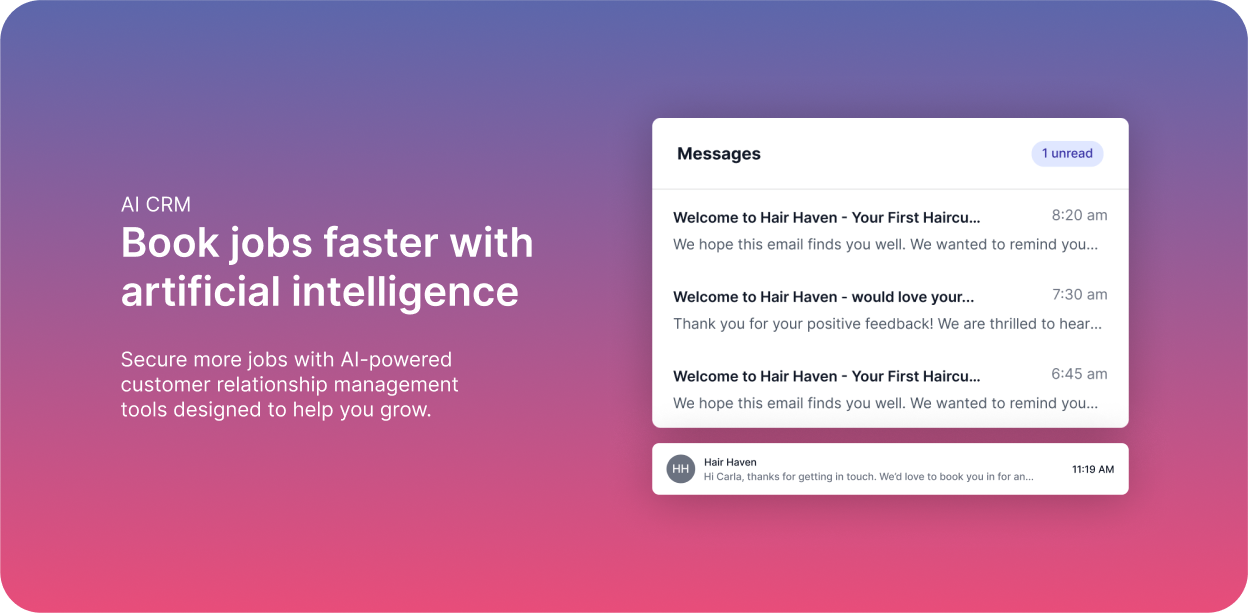 AI CRM
Book jobs faster with
artificial intelligence
Secure more jobs with AI-powered
customer relationship management
tools designed to help you grow.
Messages
1 unread
Welcome to Hair Haven - Your First Haircu...
8:20 am
We hope this email finds you well. We wanted to remind you...
Welcome to Hair Haven - would love your...
7:30 am
Thank you for your positive feedback! We are thrilled to hear...
Welcome to Hair Haven - Your First Haircu...
6:45 am
We hope this email finds you well. We wanted to remind you...
HH
Hair Haven
Hi Carla, thanks for getting in touch. We'd love to book you in for an...
11:19 AM